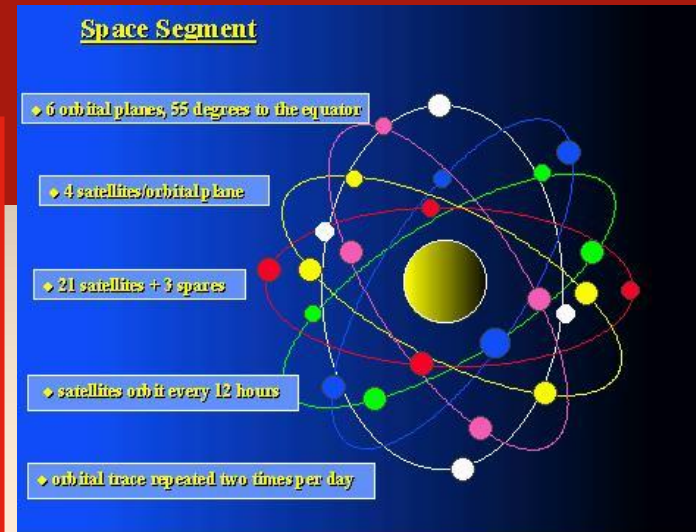 Space Segment
◆ 6 orbital planes, 55 degrees to the equator
◆ 4 satellites/orbital plane
◆ 21 satellites + 3 spares
◆ satellites orbit every 12 hours
◆ orbital trace repeated two times per day